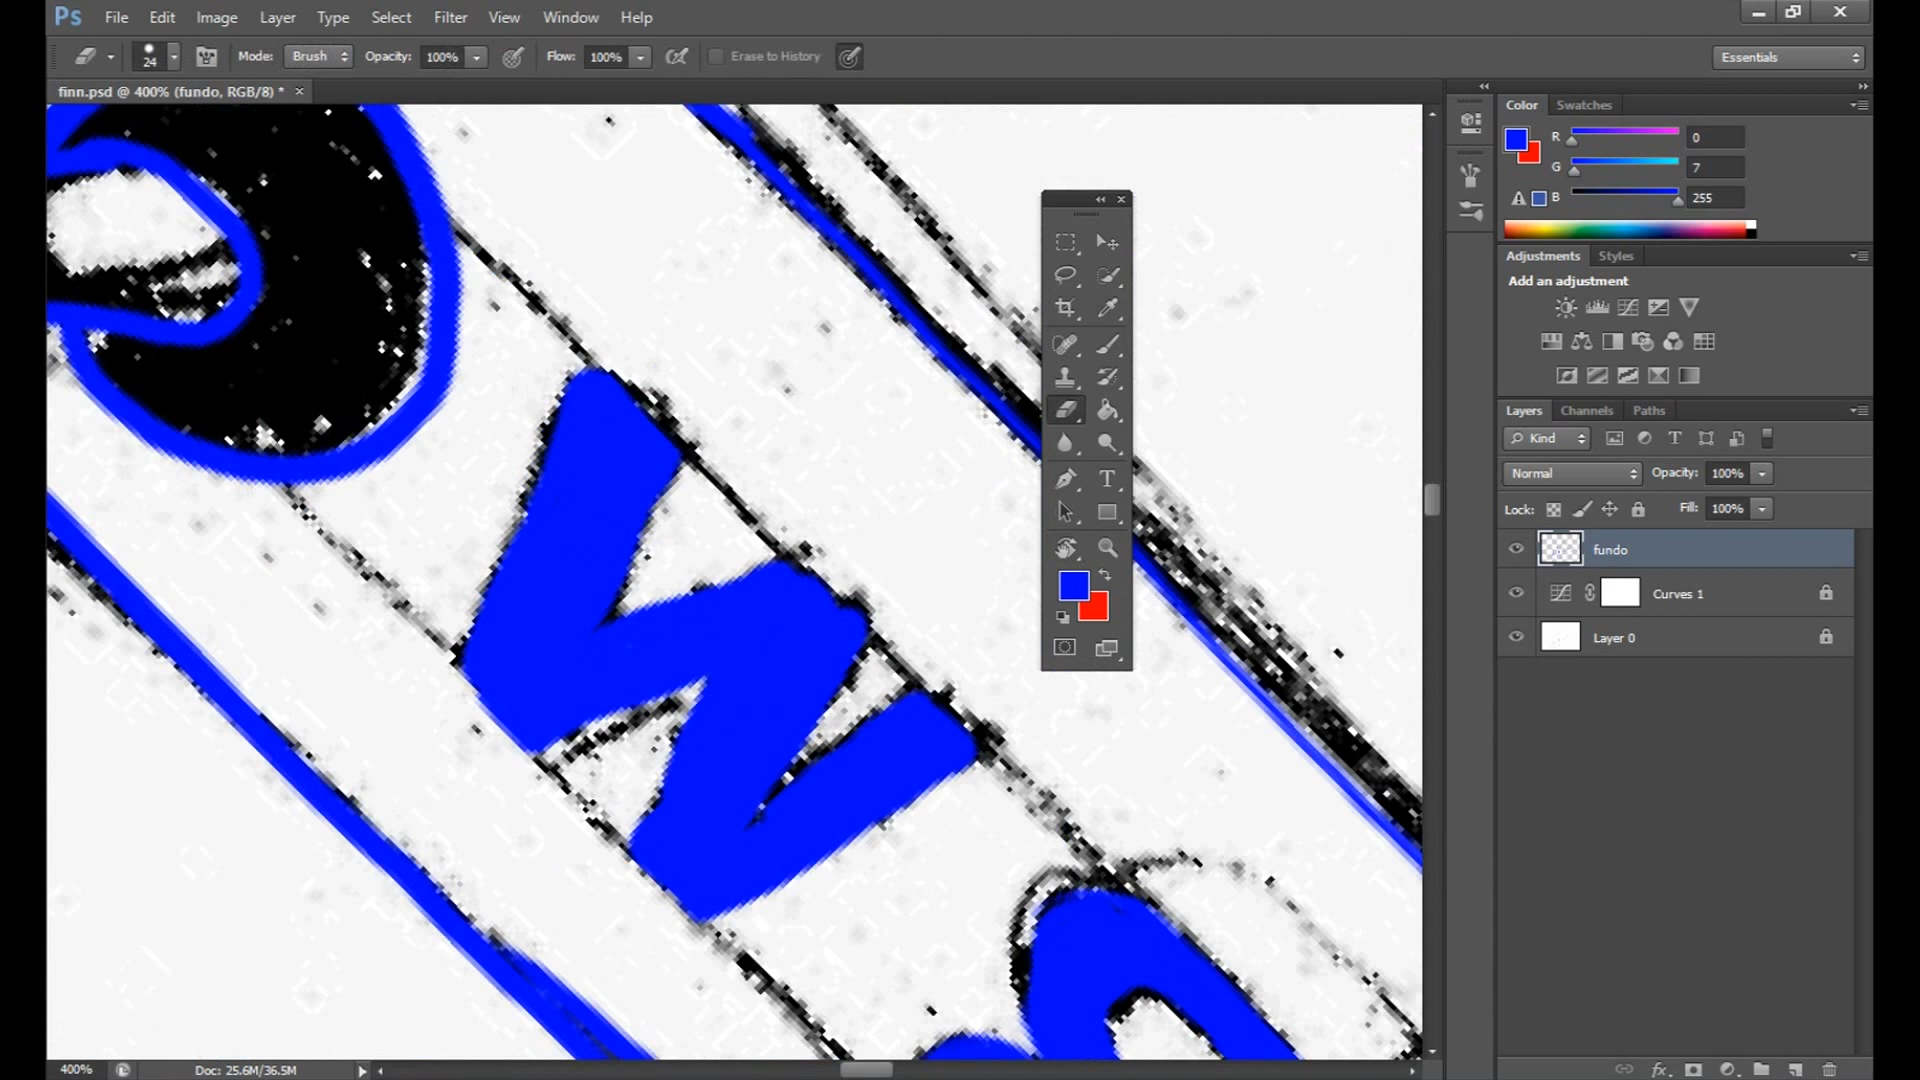 Ps File Edit Image Layer Type Select Filter View Window Help
24 Mode: Brush Opacity: 100% Flow: 100% Erase to History Essentials
finn.psd @ 400% (fundo, RGB/8) * ×
Color Swatches
R 0
G 7
B 255
Adjustments Styles
Add an adjustment
Layers Channels Paths
Kind
Normal Opacity: 100%
Lock: Fill: 100%
fundo
Curves 1
Layer 0
400% Doc: 25.6M/36.5M